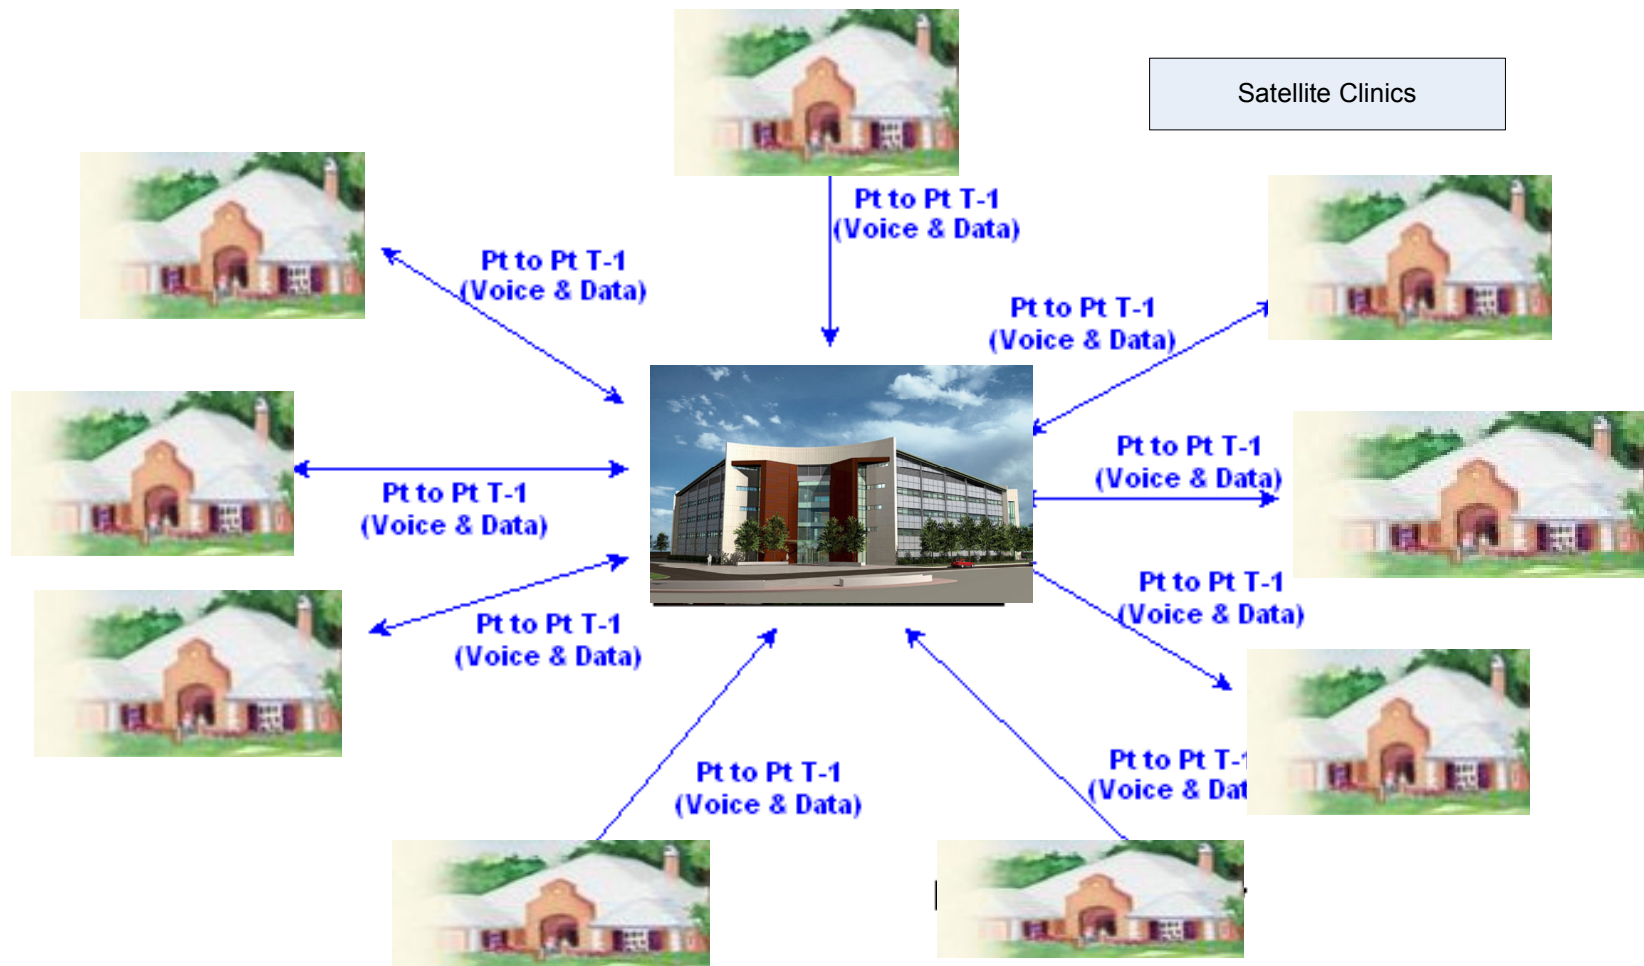 Satellite Clinics
Pt to Pt T-1
(Voice & Data)
Pt to Pt T-1
(Voice & Data)
Pt to Pt T-1
(Voice & Data)
Pt to Pt T-1
(Voice & Data)
Pt to Pt T-1
(Voice & Data)
Pt to Pt T-1
(Voice & Data)
Pt to Pt T-1
(Voice & Data)
Pt to Pt T-1
(Voice & Dat
Pt to Pt T-1
(Voice & Data)